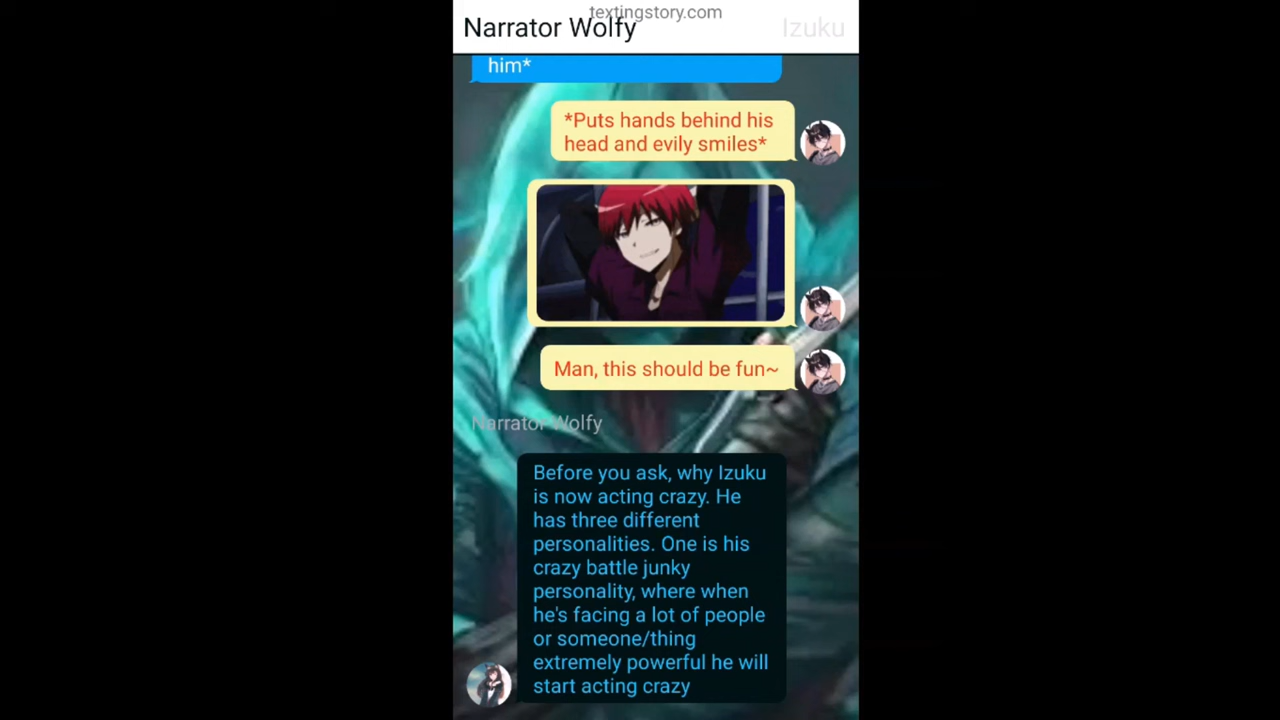 textingstory.com
Narrator Wolfy
Izuku
him*
*Puts hands behind his
head and evily smiles*
Man, this should be fun~
Narrator Wolfy
Before you ask, why Izuku
is now acting crazy. He
has three different
personalities. One is his
crazy battle junky
personality, where when
he's facing a lot of people
or someone/thing
extremely powerful he will
start acting crazy